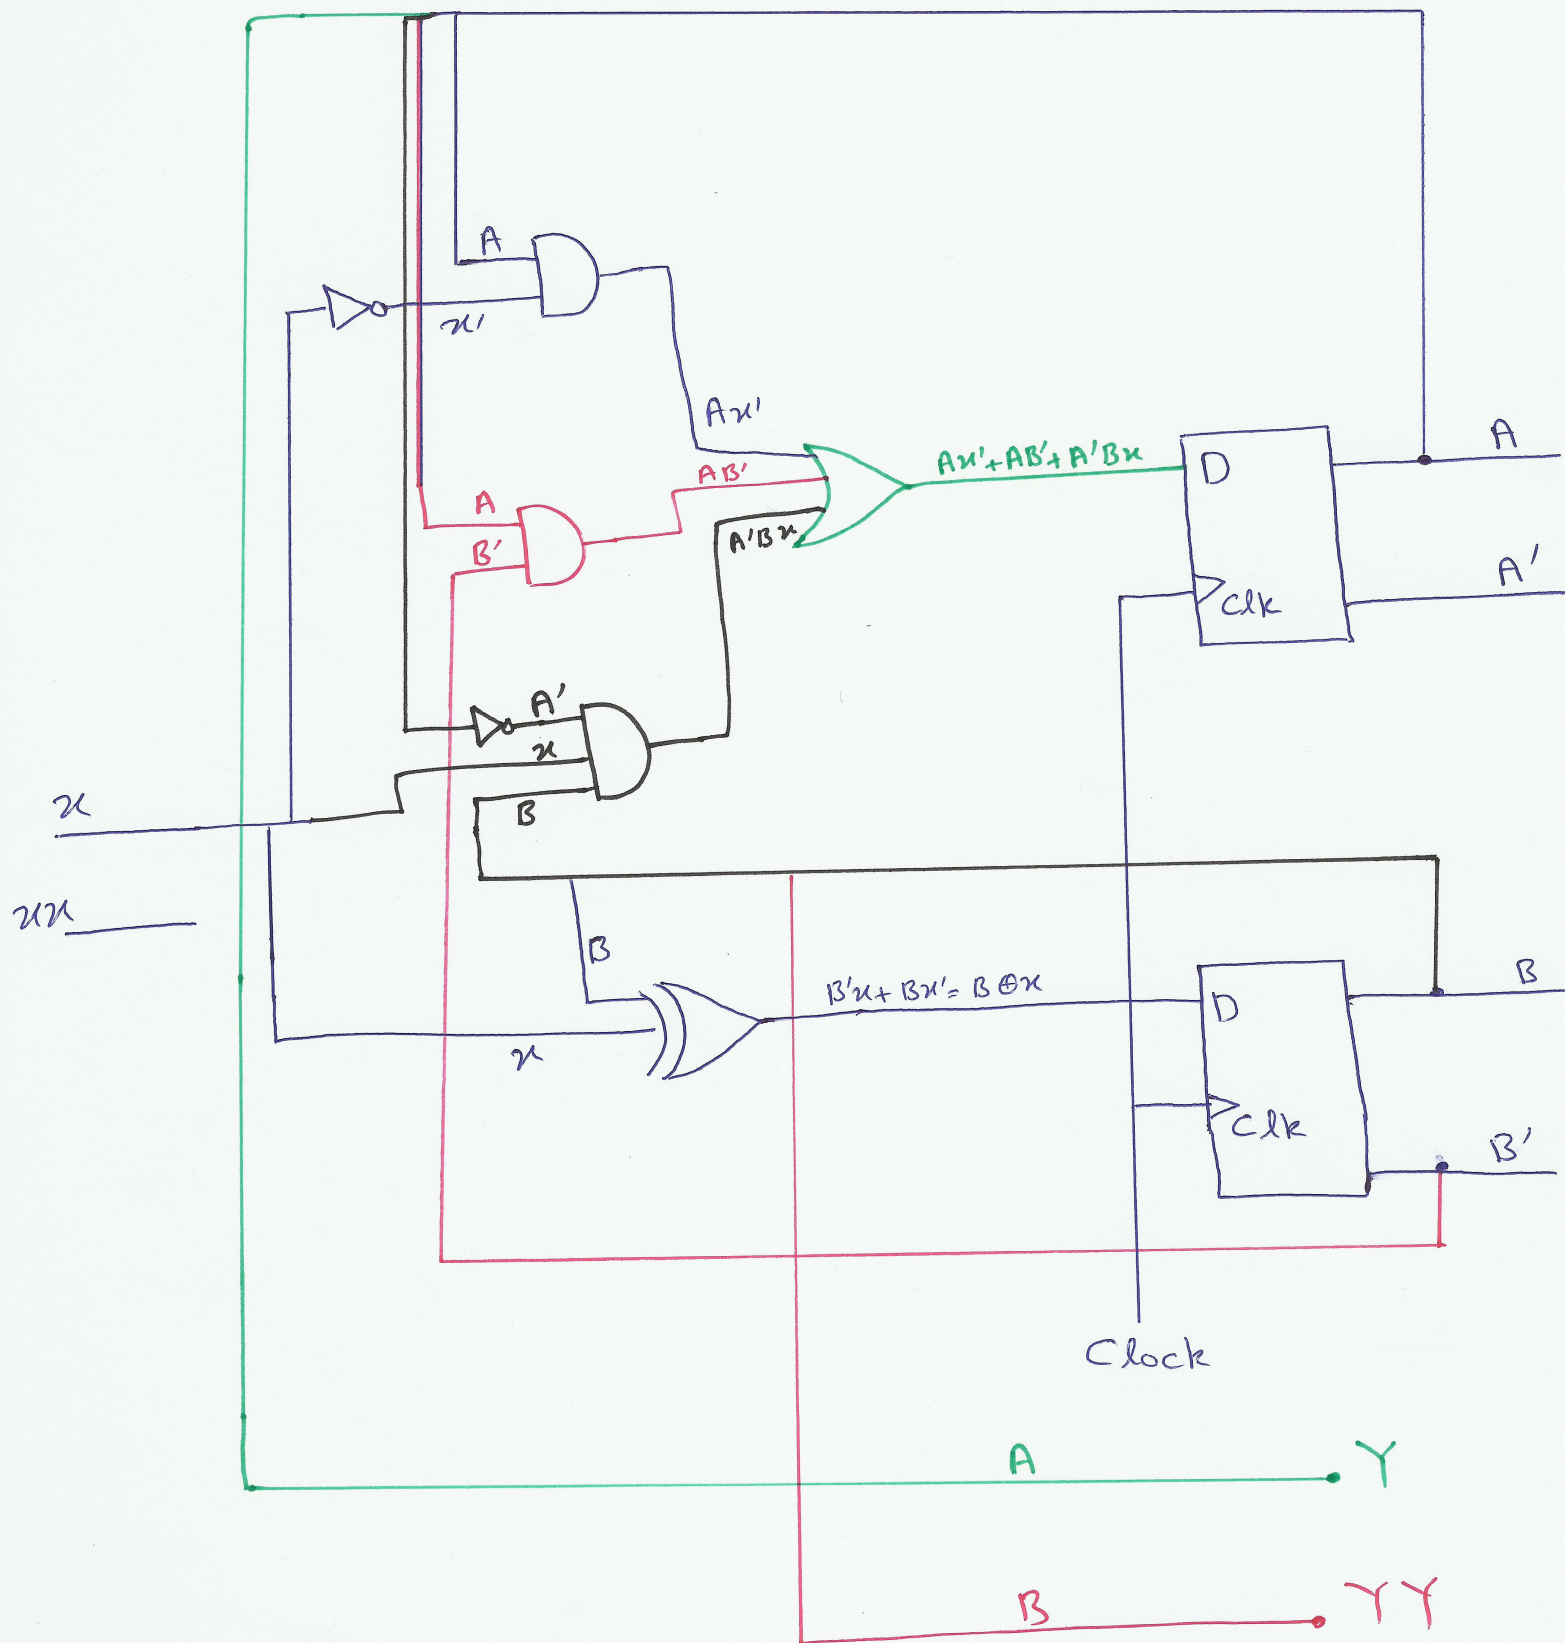 A
x'
Ax'
A
B'
AB'
A'Bx
Ax'+AB'+A'Bx
D
Clk
A
A'
A'
x
B
x
xx
B
x
B'x+Bx'=B⊕x
D
Clk
B
B'
Clock
A
Y
B
YY